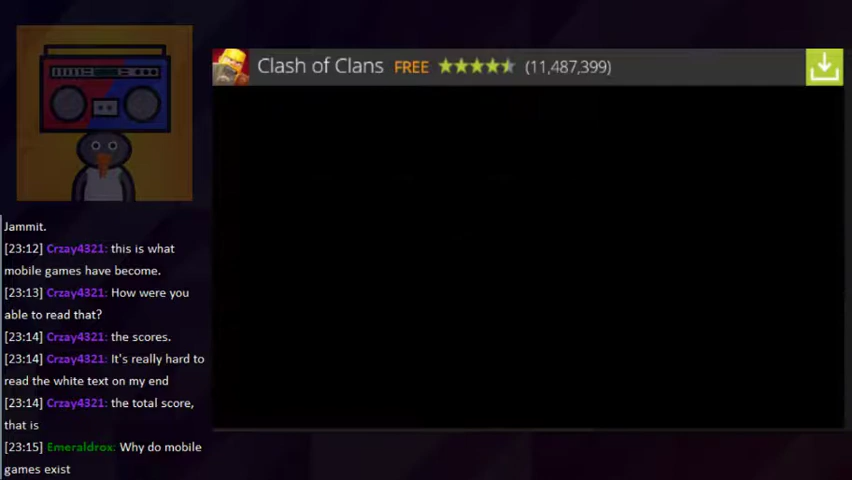 Clash of Clans FREE (11,487,399)
Jammit.
[23:12] Crzay4321: this is what
mobile games have become.
[23:13] Crzay4321: How were you
able to read that?
[23:14] Crzay4321: the scores.
[23:14] Crzay4321: It's really hard to
read the white text on my end
[23:14] Crzay4321: the total score,
that is
[23:15] Emeraldrox: Why do mobile
games exist